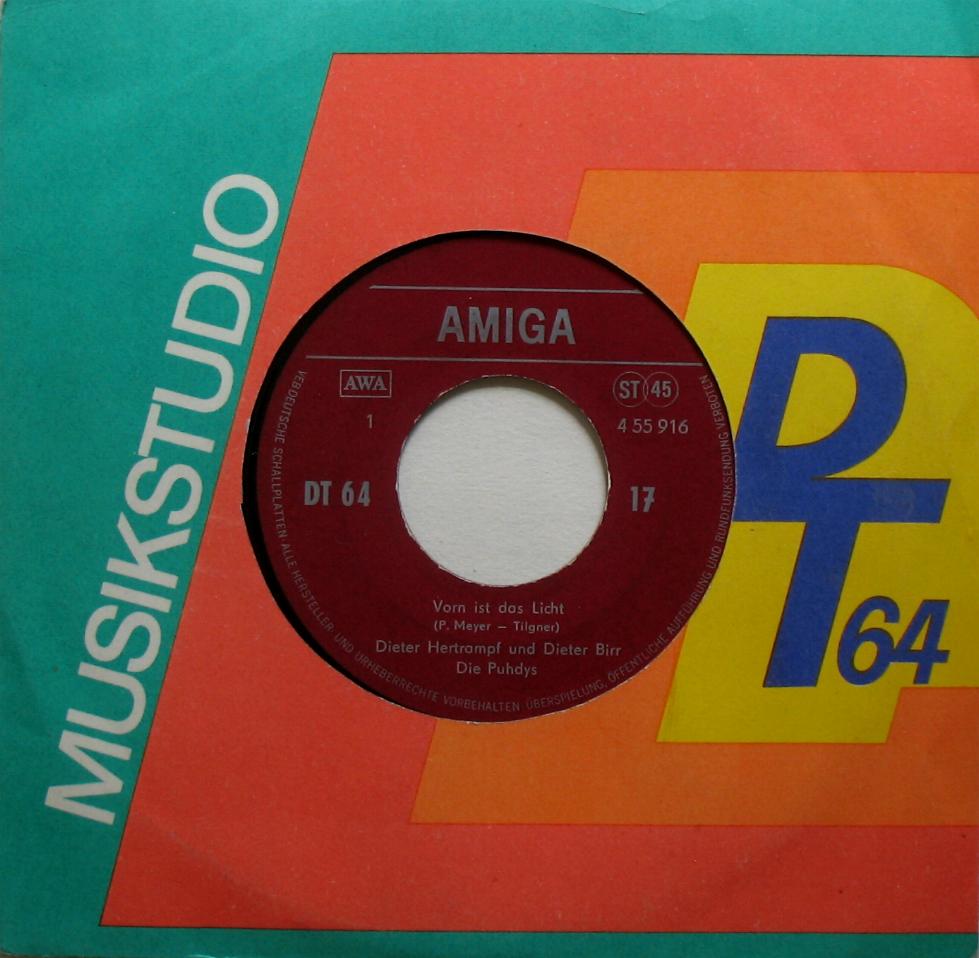 MUSIKSTUDIO
DT
64
AMIGA
AWA
ST 45
1
4 55 916
DT 64
17
Vorn ist das Licht
(P. Meyer – Tilgner)
Dieter Hertrampf und Dieter Birr
Die Puhdys
VEB DEUTSCHE SCHALLPLATTEN · ALLE HERSTELLER- UND URHEBERRECHTE VORBEHALTEN · ÜBERSPIELUNG, ÖFFENTLICHE AUFFÜHRUNG UND RUNDFUNKSENDUNG VERBOTEN